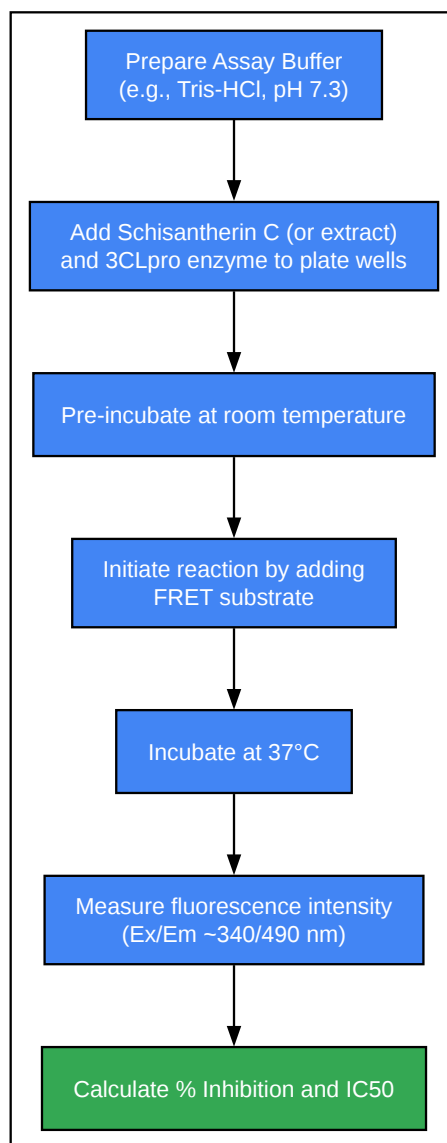 Prepare Assay Buffer
(e.g., Tris-HCl, pH 7.3)
Add Schisantherin C (or extract)
and 3CLpro enzyme to plate wells
Pre-incubate at room temperature
Initiate reaction by adding
FRET substrate
Incubate at 37°C
Measure fluorescence intensity
(Ex/Em ~340/490 nm)
Calculate % Inhibition and IC50